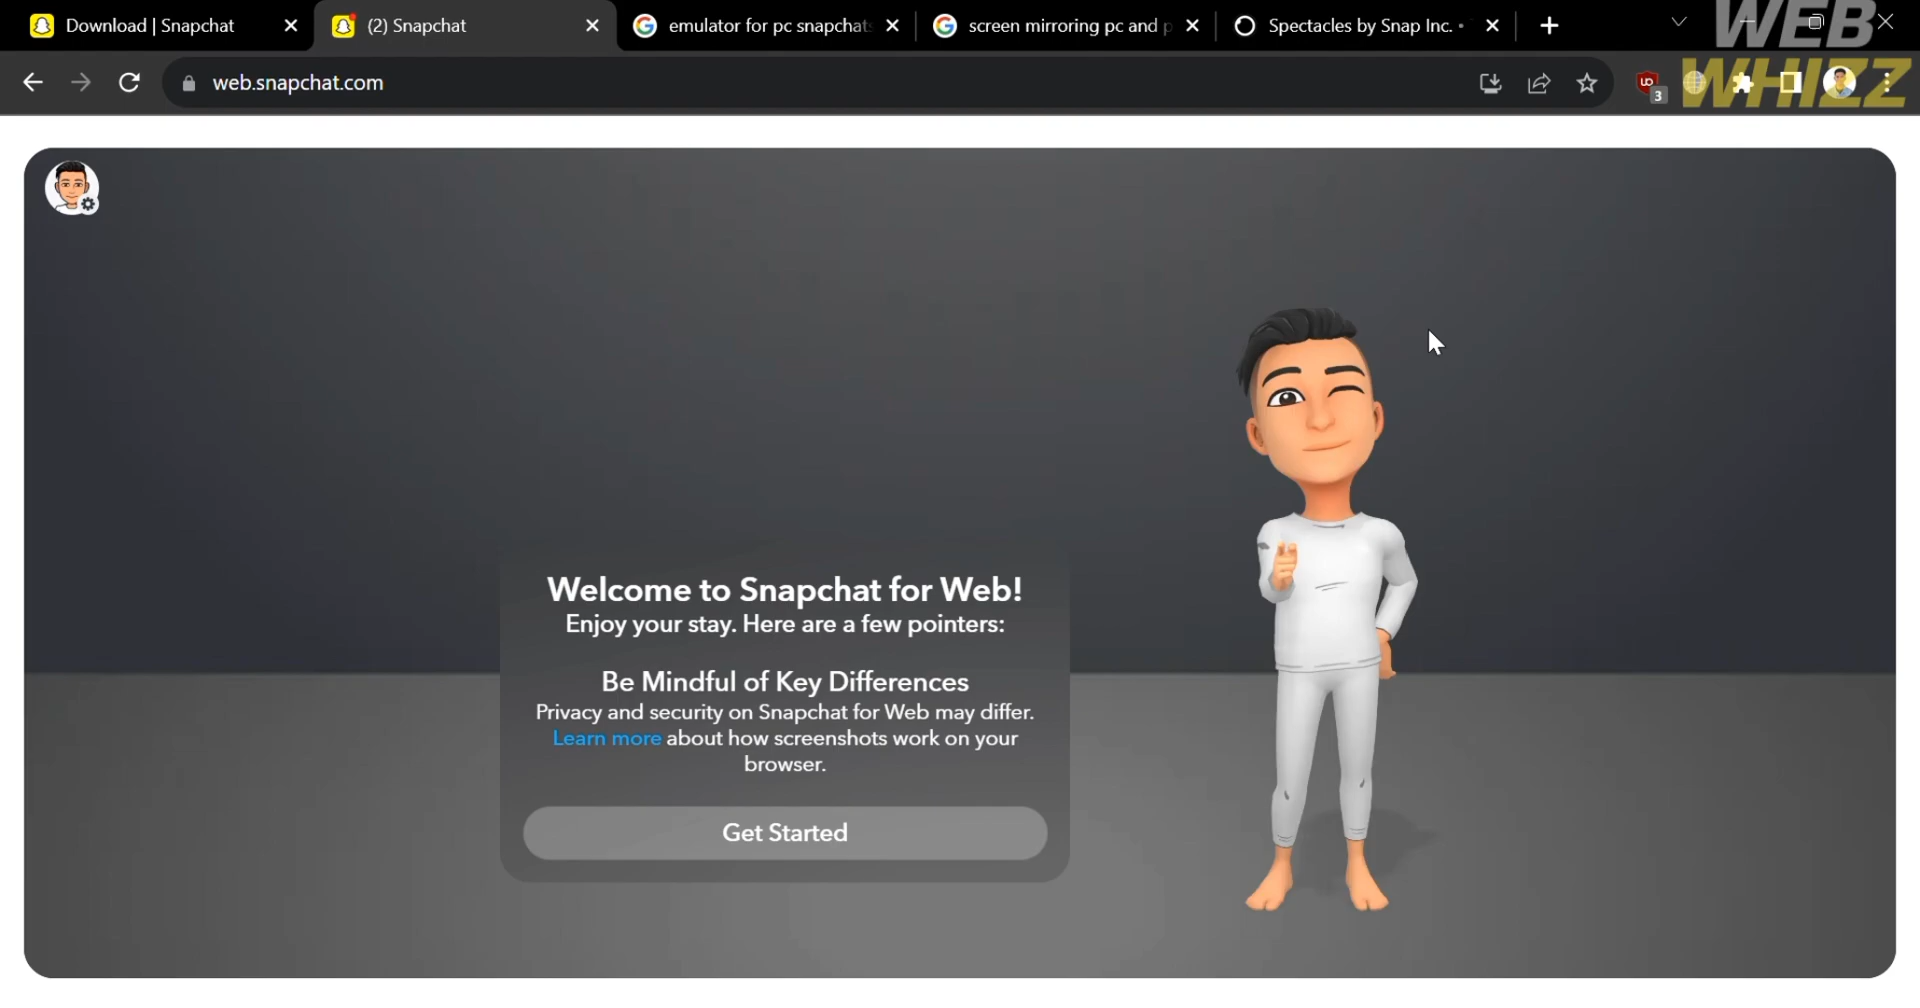 Download | Snapchat
(2) Snapchat
emulator for pc snapchat
screen mirroring pc and p
Spectacles by Snap Inc. •
WEB
WHIZZ
web.snapchat.com
3
Welcome to Snapchat for Web!
Enjoy your stay. Here are a few pointers:
Be Mindful of Key Differences
Privacy and security on Snapchat for Web may differ.
Learn more about how screenshots work on your
browser.
Get Started